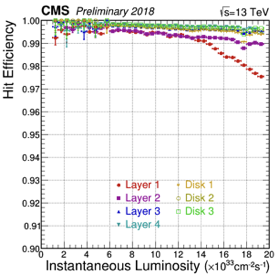 CMS Preliminary 2018 √s=13 TeV
Hit Efficiency
1.00
0.99
0.98
0.97
0.96
0.95
0.94
0.93
0.92
0.91
0.90
Layer 1 Disk 1
Layer 2 Disk 2
Layer 3 Disk 3
Layer 4
0 2 4 6 8 10 12 14 16 18 20
Instantaneous Luminosity (×10³³cm⁻²s⁻¹)